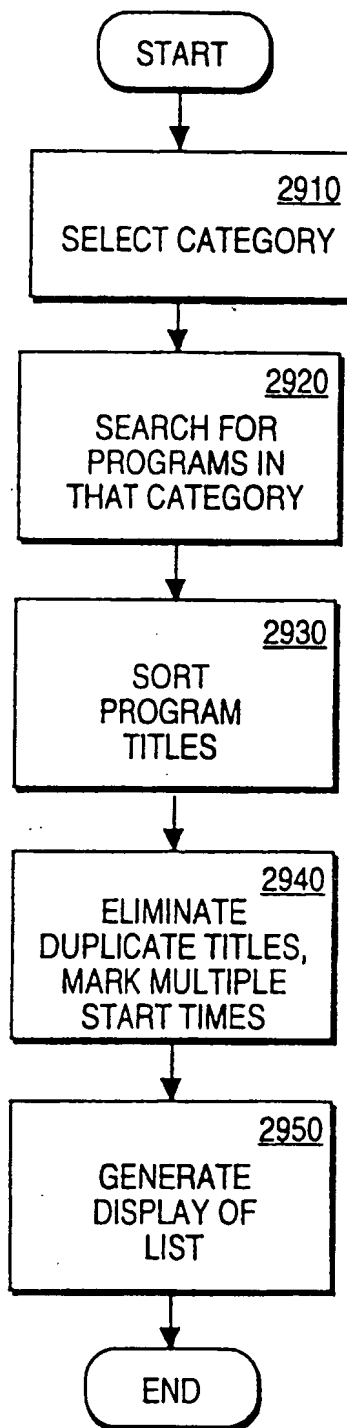 START
2910
SELECT CATEGORY
2920
SEARCH FOR
PROGRAMS IN
THAT CATEGORY
2930
SORT
PROGRAM
TITLES
2940
ELIMINATE
DUPLICATE TITLES,
MARK MULTIPLE
START TIMES
2950
GENERATE
DISPLAY OF
LIST
END